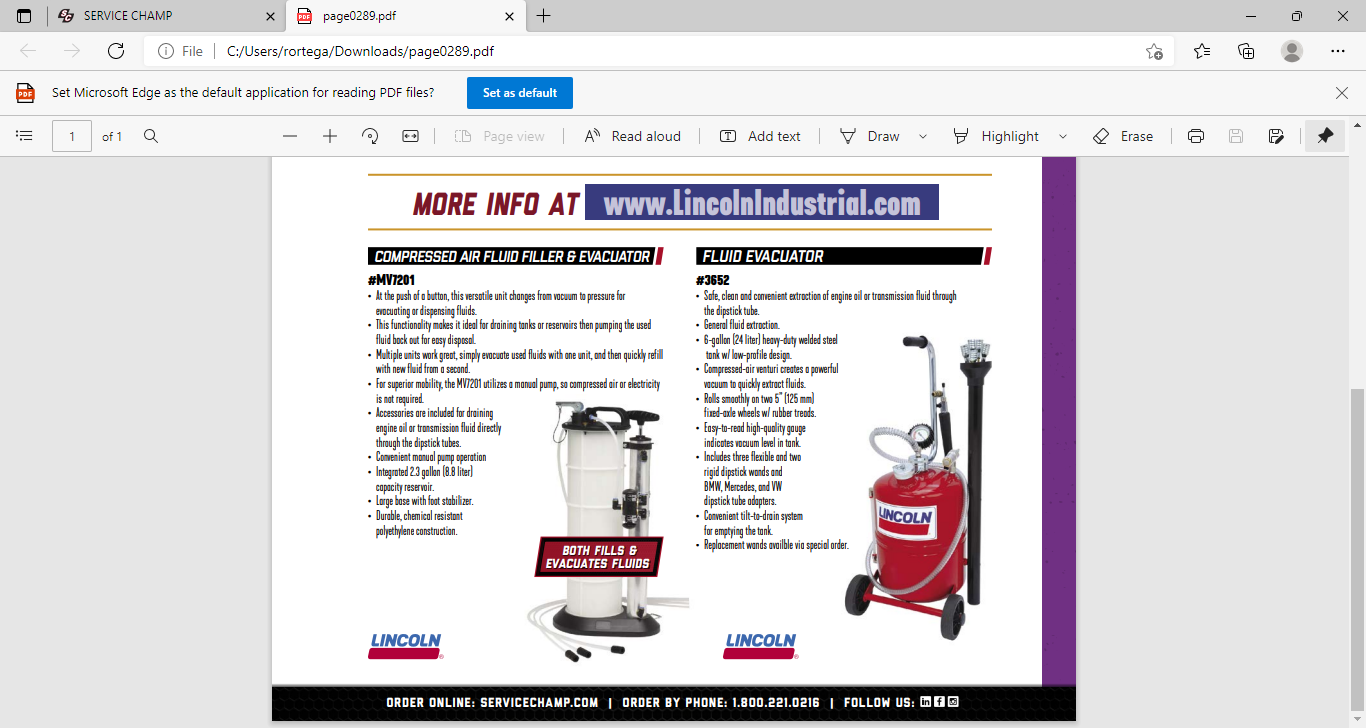 SERVICE CHAMP
page0289.pdf
File
C:/Users/rortega/Downloads/page0289.pdf
Set Microsoft Edge as the default application for reading PDF files?
Set as default
1 of 1
Page view
Read aloud
Add text
Draw
Highlight
Erase
MORE INFO AT www.LincolnIndustrial.com
COMPRESSED AIR FLUID FILLER & EVACUATOR
#MV7201
• At the push of a button, this versatile unit changes from vacuum to pressure for
evacuating or dispensing fluids.
• This functionality makes it ideal for draining tanks or reservoirs then pumping the used
fluid back out for easy disposal.
• Multiple units work great, simply evacuate used fluids with one unit, and then quickly refill
with new fluid from a second.
• For superior mobility, the MV7201 utilizes a manual pump, so compressed air or electricity
is not required.
• Accessories are included for draining
engine oil or transmission fluid directly
through the dipstick tubes.
• Convenient manual pump operation
• Integrated 2.3 gallon (8.8 liter)
capacity reservoir.
• Large base with foot stabilizer.
• Durable, chemical resistant
polyethylene construction.
BOTH FILLS &
EVACUATES FLUIDS
LINCOLN
FLUID EVACUATOR
#3652
• Safe, clean and convenient extraction of engine oil or transmission fluid through
the dipstick tube.
• General fluid extraction.
• 6-gallon (24 liter) heavy-duty welded steel
tank w/ low-profile design.
• Compressed-air venturi creates a powerful
vacuum to quickly extract fluids.
• Rolls smoothly on two 5" (125 mm)
fixed-axle wheels w/ rubber treads.
• Easy-to-read high-quality gauge
indicates vacuum level in tank.
• Includes three flexible and two
rigid dipstick wands and
BMW, Mercedes, and VW
dipstick tube adapters.
• Convenient tilt-to-drain system
for emptying the tank.
• Replacement wands availble via special order.
LINCOLN
LINCOLN
ORDER ONLINE: SERVICECHAMP.COM | ORDER BY PHONE: 1.800.221.0216 | FOLLOW US: